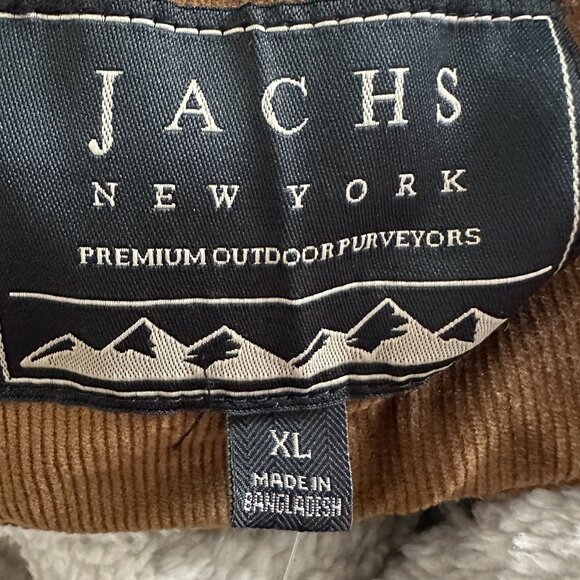 JACHS
NEW YORK
PREMIUM OUTDOOR PURVEYORS
XL
MADE IN
BANGLADESH